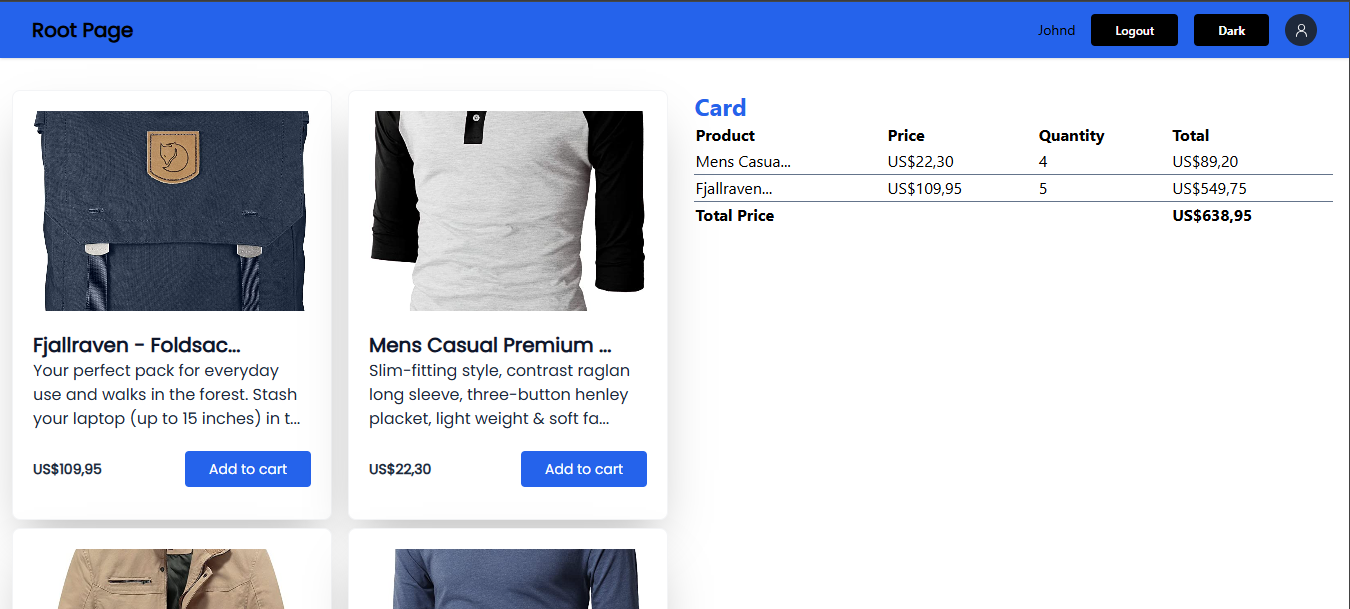 Root Page
Johnd
Logout
Dark
Fjallraven - Foldsac...
Your perfect pack for everyday
use and walks in the forest. Stash
your laptop (up to 15 inches) in t...
US$109,95
Add to cart
Mens Casual Premium ...
Slim-fitting style, contrast raglan
long sleeve, three-button henley
placket, light weight & soft fa...
US$22,30
Add to cart
Card
Product Price Quantity Total
Mens Casua... US$22,30 4 US$89,20
Fjallraven... US$109,95 5 US$549,75
Total Price US$638,95